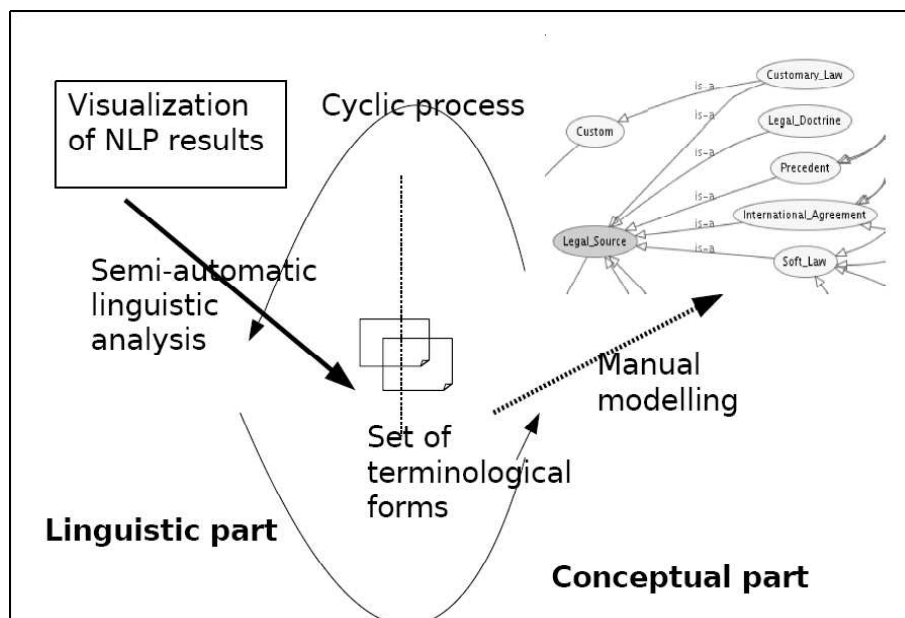 Visualization
of NLP results
Cyclic process
Customary_Law
is-a
Custom
Legal_Doctrine
is-a
is-a
Precedent
is-a
International_Agreement
is-a
Legal_Source
is-a
Soft_Law
Semi-automatic
linguistic
analysis
Manual
modelling
Set of
terminological
forms
Linguistic part
Conceptual part